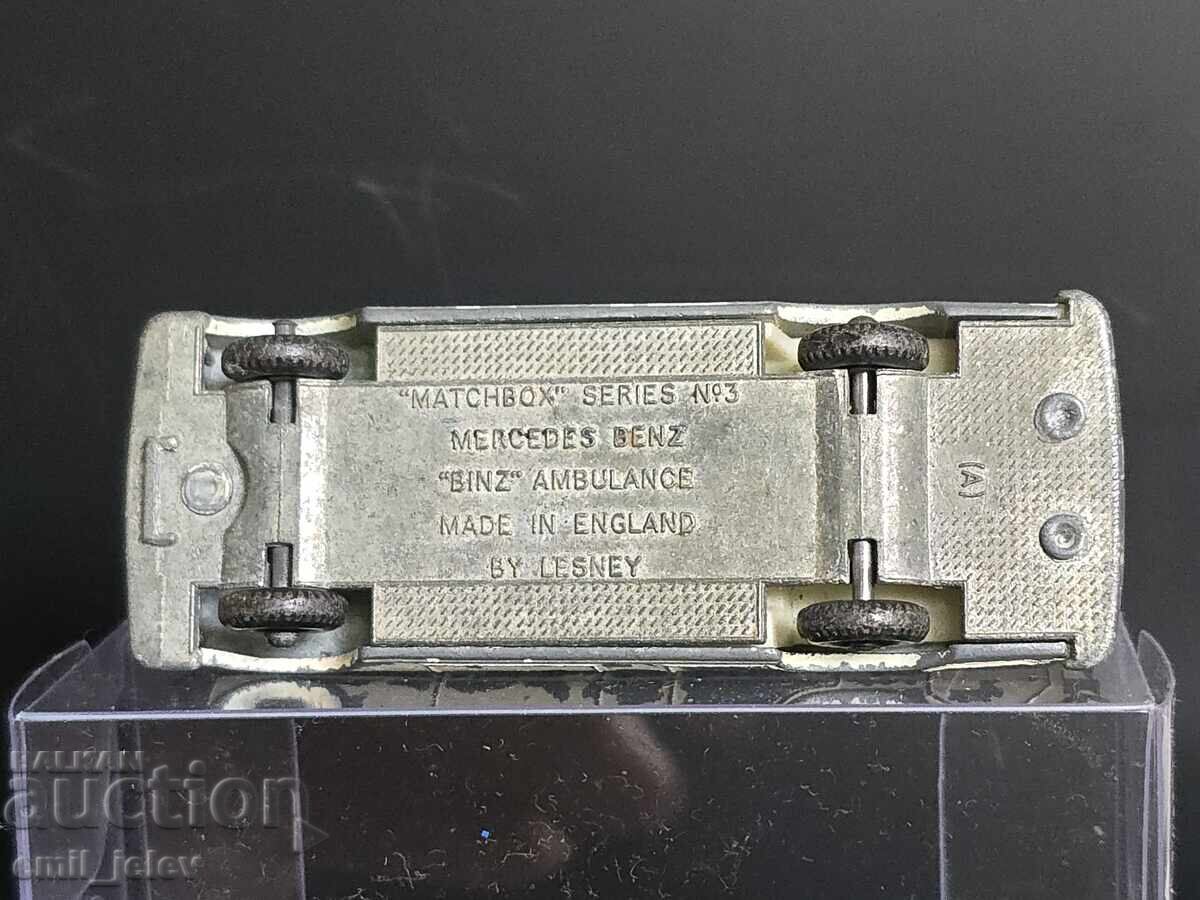 "MATCHBOX" SERIES Nº3
MERCEDES BENZ
"BINZ" AMBULANCE
MADE IN ENGLAND
BY LESNEY
(A)
BALKAN
auction
emil_jelev